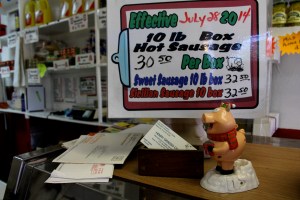 Effective July 28 2014
10 lb Box
Hot Sausage
30 50 Per Box
Sweet Sausage 10 lb box 32 50
Sicilian Sausage 10 box 32 50